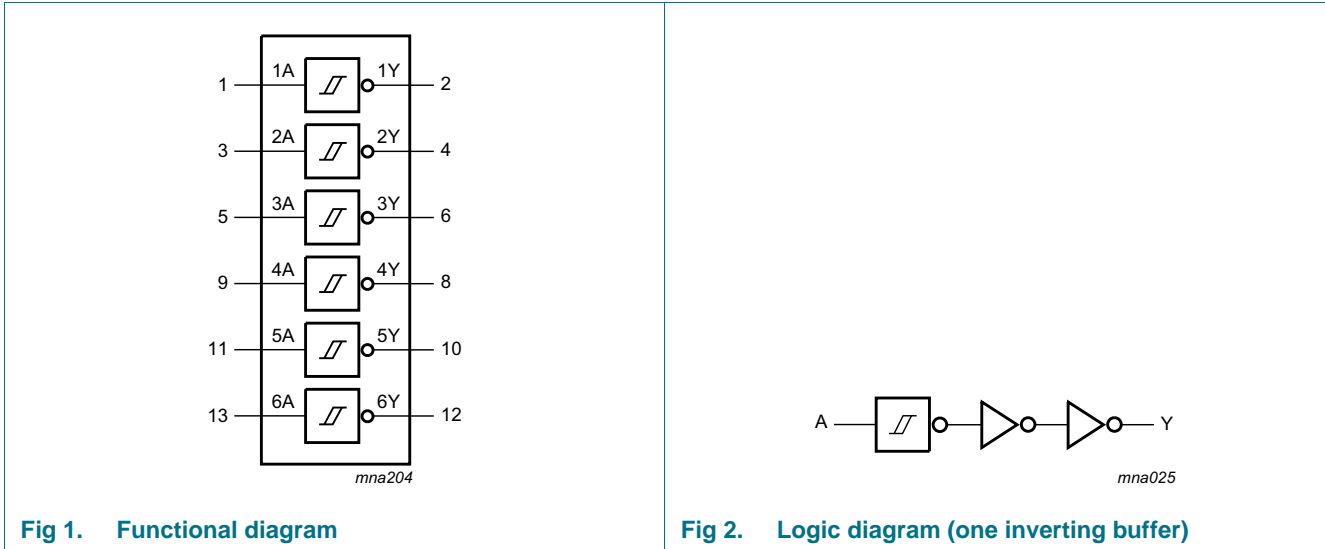 1 1A 1Y 2
3 2A 2Y 4
5 3A 3Y 6
9 4A 4Y 8
11 5A 5Y 10
13 6A 6Y 12
mna204
Fig 1. Functional diagram
A Y
mna025
Fig 2. Logic diagram (one inverting buffer)